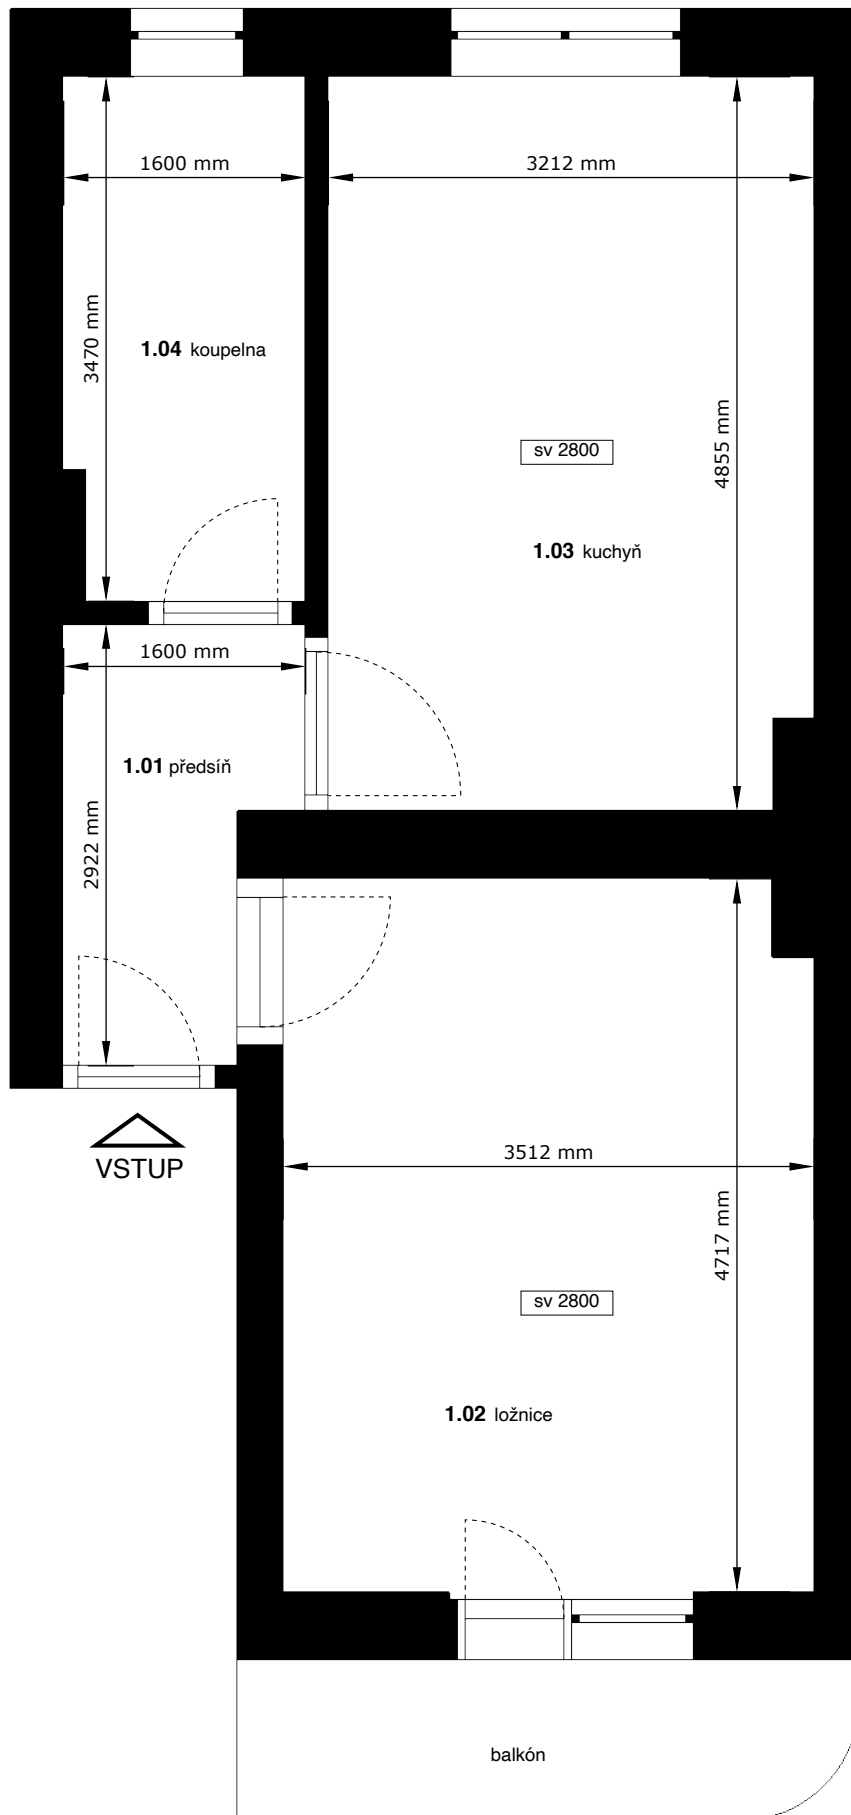 1600 mm
3212 mm
3470 mm
1.04 koupelna
4855 mm
sv 2800
1.03 kuchyň
1600 mm
1.01 předsíň
2922 mm
VSTUP
3512 mm
4717 mm
sv 2800
1.02 ložnice
balkón